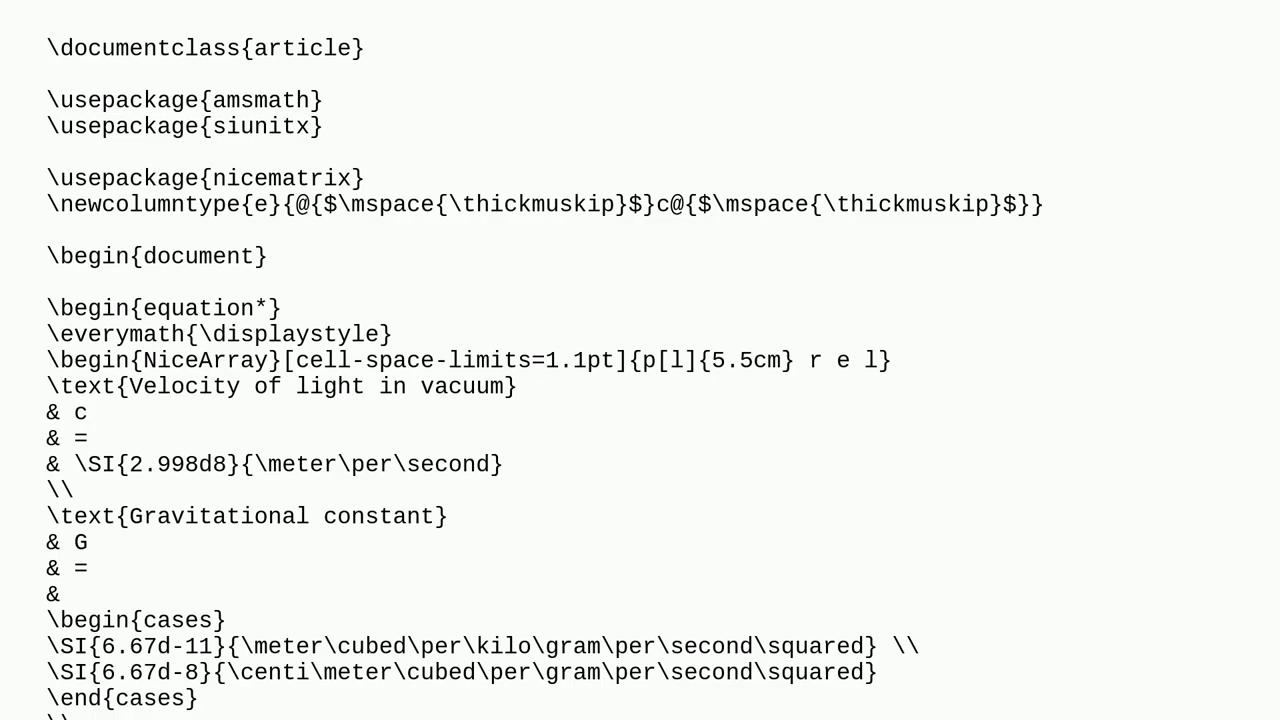 \documentclass{article}
\usepackage{amsmath}
\usepackage{siunitx}
\usepackage{nicematrix}
\newcolumntype{e}{@{$\mspace{\thickmuskip}$}c@{$\mspace{\thickmuskip}$}}
\begin{document}
\begin{equation*}
\everymath{\displaystyle}
\begin{NiceArray}[cell-space-limits=1.1pt]{p[l]{5.5cm} r e l}
\text{Velocity of light in vacuum}
& c
& =
& \SI{2.998d8}{\meter\per\second}
\\
\text{Gravitational constant}
& G
& =
&
\begin{cases}
\SI{6.67d-11}{\meter\cubed\per\kilo\gram\per\second\squared} \\
\SI{6.67d-8}{\centi\meter\cubed\per\gram\per\second\squared}
\end{cases}
\\